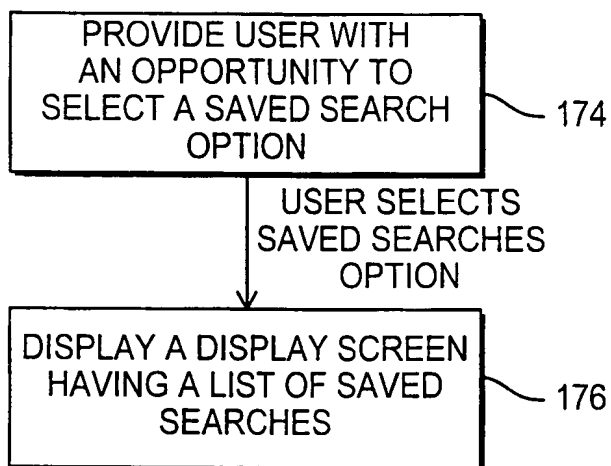 PROVIDE USER WITH
AN OPPORTUNITY TO
SELECT A SAVED SEARCH
OPTION
174
USER SELECTS
SAVED SEARCHES
OPTION
DISPLAY A DISPLAY SCREEN
HAVING A LIST OF SAVED
SEARCHES
176